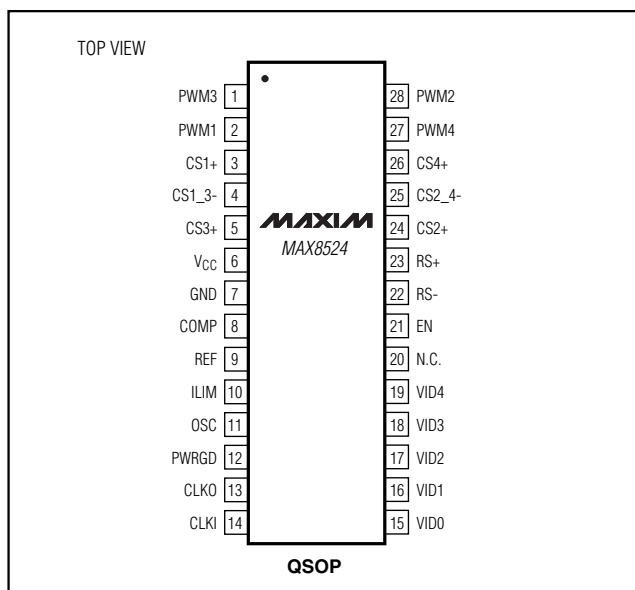 TOP VIEW
PWM3 1
PWM1 2
CS1+ 3
CS1_3- 4
CS3+ 5
VCC 6
GND 7
COMP 8
REF 9
ILIM 10
OSC 11
PWRGD 12
CLKO 13
CLKI 14
MAXIM
MAX8524
28 PWM2
27 PWM4
26 CS4+
25 CS2_4-
24 CS2+
23 RS+
22 RS-
21 EN
20 N.C.
19 VID4
18 VID3
17 VID2
16 VID1
15 VID0
QSOP